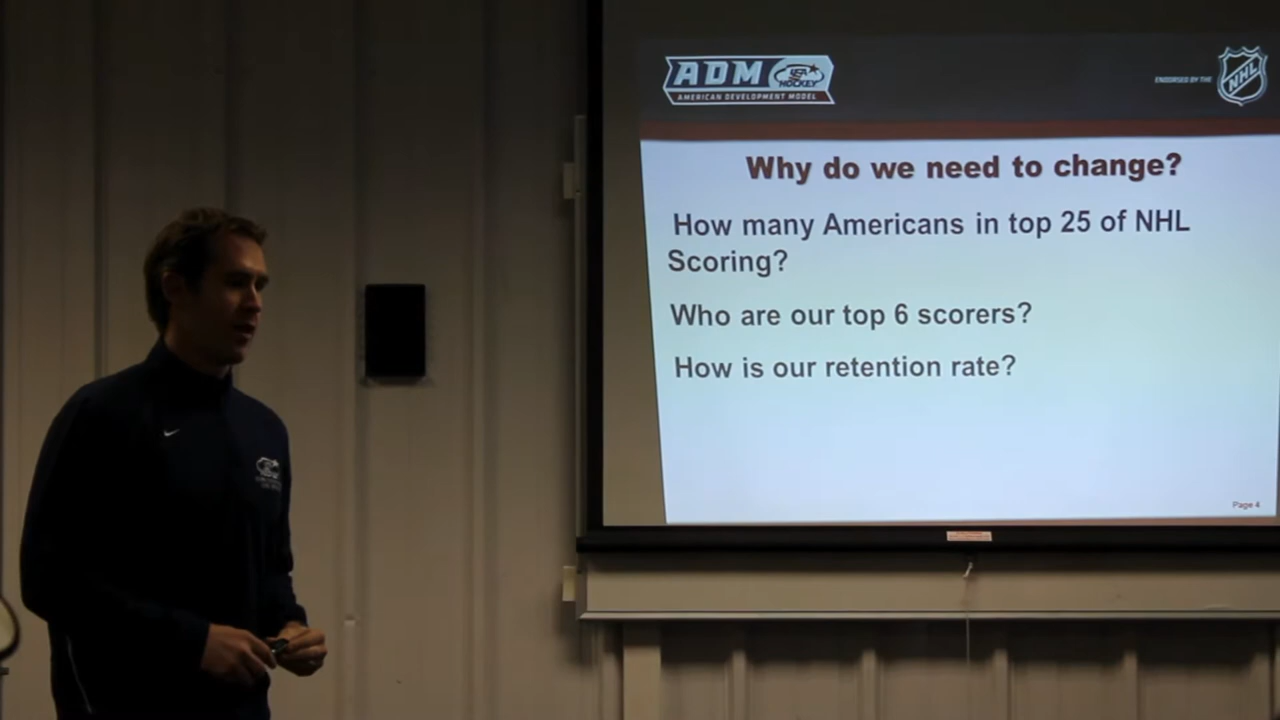 ADM
USA
HOCKEY
AMERICAN DEVELOPMENT MODEL
ENDORSED BY THE
NHL
Why do we need to change?
How many Americans in top 25 of NHL
Scoring?
Who are our top 6 scorers?
How is our retention rate?
Page 4